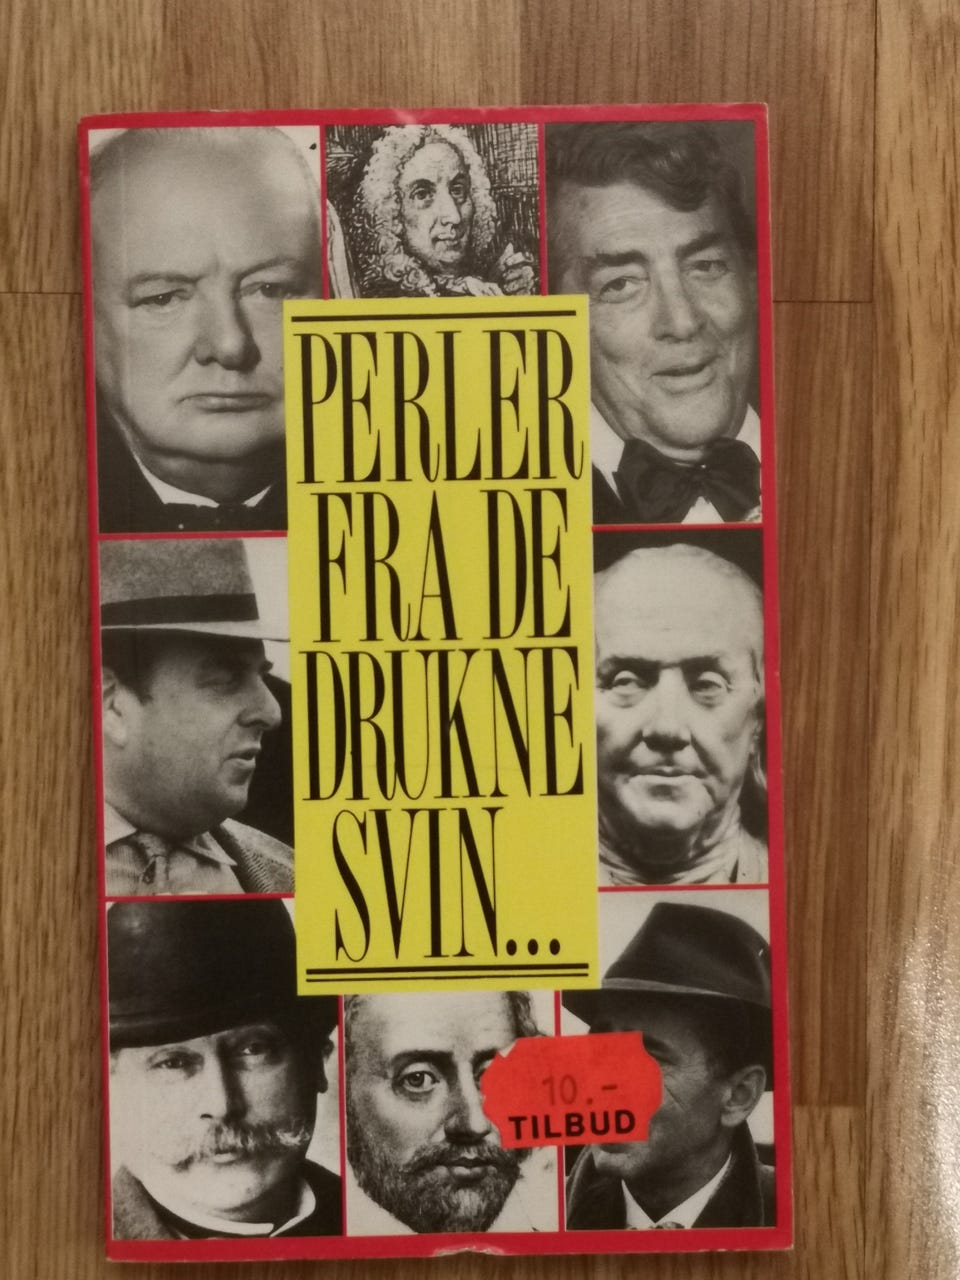 PERLER
FRA DE
DRUKNE
SVIN...
10.-
TILBUD